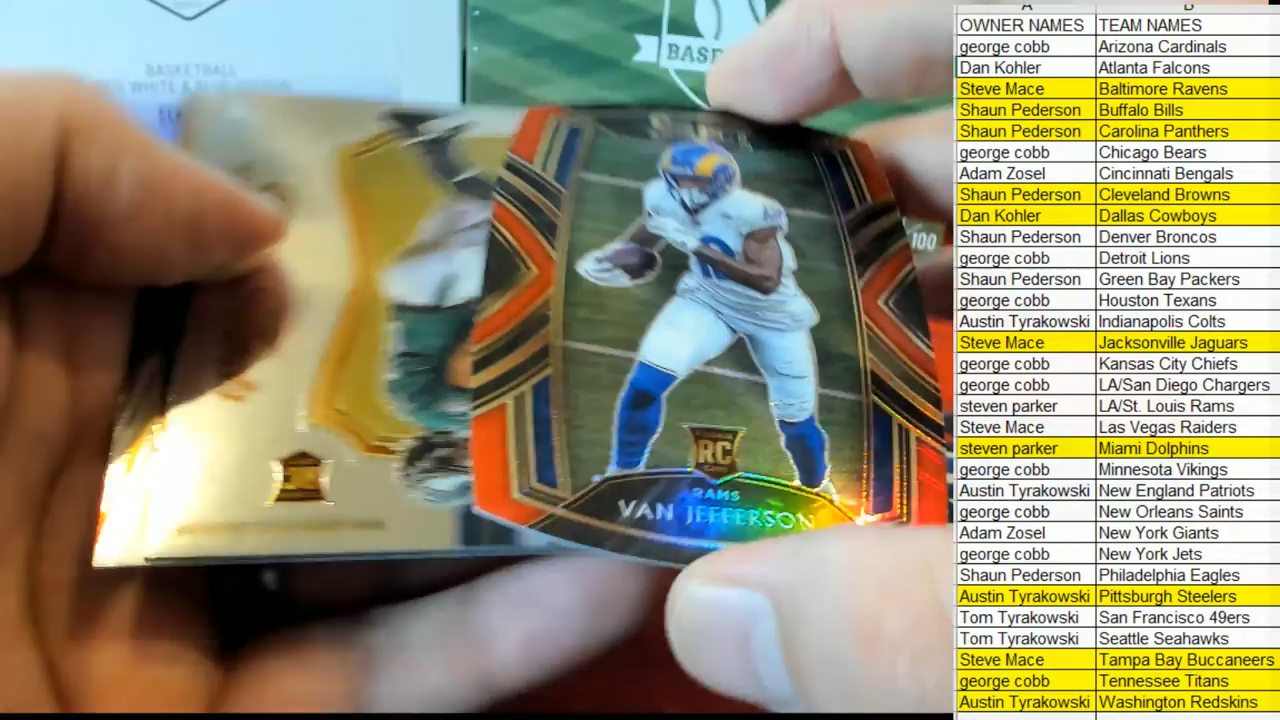 A B
OWNER NAMES TEAM NAMES
george cobb Arizona Cardinals
Dan Kohler Atlanta Falcons
Steve Mace Baltimore Ravens
Shaun Pederson Buffalo Bills
Shaun Pederson Carolina Panthers
george cobb Chicago Bears
Adam Zosel Cincinnati Bengals
Shaun Pederson Cleveland Browns
Dan Kohler Dallas Cowboys
Shaun Pederson Denver Broncos
george cobb Detroit Lions
Shaun Pederson Green Bay Packers
george cobb Houston Texans
Austin Tyrakowski Indianapolis Colts
Steve Mace Jacksonville Jaguars
george cobb Kansas City Chiefs
george cobb LA/San Diego Chargers
steven parker LA/St. Louis Rams
Steve Mace Las Vegas Raiders
steven parker Miami Dolphins
george cobb Minnesota Vikings
Austin Tyrakowski New England Patriots
george cobb New Orleans Saints
Adam Zosel New York Giants
george cobb New York Jets
Shaun Pederson Philadelphia Eagles
Austin Tyrakowski Pittsburgh Steelers
Tom Tyrakowski San Francisco 49ers
Tom Tyrakowski Seattle Seahawks
Steve Mace Tampa Bay Buccaneers
george cobb Tennessee Titans
Austin Tyrakowski Washington Redskins
BASKETBALL
WHITE & BLUE
BASE
100
RC
RAMS
VAN JEFFERSON